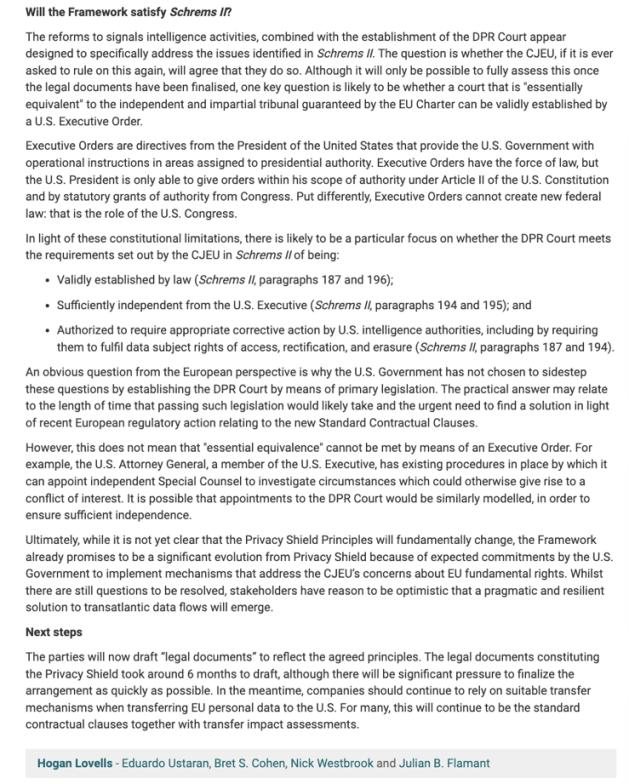 Will the Framework satisfy Schrems II?
The reforms to signals intelligence activities, combined with the establishment of the DPR Court appear
designed to specifically address the issues identified in Schrems II. The question is whether the CJEU, if it is ever
asked to rule on this again, will agree that they do so. Although it will only be possible to fully assess this once
the legal documents have been finalised, one key question is likely to be whether a court that is "essentially
equivalent" to the independent and impartial tribunal guaranteed by the EU Charter can be validly established by
a U.S. Executive Order.
Executive Orders are directives from the President of the United States that provide the U.S. Government with
operational instructions in areas assigned to presidential authority. Executive Orders have the force of law, but
the U.S. President is only able to give orders within his scope of authority under Article II of the U.S. Constitution
and by statutory grants of authority from Congress. Put differently, Executive Orders cannot create new federal
law: that is the role of the U.S. Congress.
In light of these constitutional limitations, there is likely to be a particular focus on whether the DPR Court meets
the requirements set out by the CJEU in Schrems II of being:
• Validly established by law (Schrems II, paragraphs 187 and 196);
• Sufficiently independent from the U.S. Executive (Schrems II, paragraphs 194 and 195); and
• Authorized to require appropriate corrective action by U.S. intelligence authorities, including by requiring
them to fulfil data subject rights of access, rectification, and erasure (Schrems II, paragraphs 187 and 194).
An obvious question from the European perspective is why the U.S. Government has not chosen to sidestep
these questions by establishing the DPR Court by means of primary legislation. The practical answer may relate
to the length of time that passing such legislation would likely take and the urgent need to find a solution in light
of recent European regulatory action relating to the new Standard Contractual Clauses.
However, this does not mean that "essential equivalence" cannot be met by means of an Executive Order. For
example, the U.S. Attorney General, a member of the U.S. Executive, has existing procedures in place by which it
can appoint independent Special Counsel to investigate circumstances which could otherwise give rise to a
conflict of interest. It is possible that appointments to the DPR Court would be similarly modelled, in order to
ensure sufficient independence.
Ultimately, while it is not yet clear that the Privacy Shield Principles will fundamentally change, the Framework
already promises to be a significant evolution from Privacy Shield because of expected commitments by the U.S.
Government to implement mechanisms that address the CJEU's concerns about EU fundamental rights. Whilst
there are still questions to be resolved, stakeholders have reason to be optimistic that a pragmatic and resilient
solution to transatlantic data flows will emerge.
Next steps
The parties will now draft "legal documents" to reflect the agreed principles. The legal documents constituting
the Privacy Shield took around 6 months to draft, although there will be significant pressure to finalize the
arrangement as quickly as possible. In the meantime, companies should continue to rely on suitable transfer
mechanisms when transferring EU personal data to the U.S. For many, this will continue to be the standard
contractual clauses together with transfer impact assessments.
Hogan Lovells - Eduardo Ustaran, Bret S. Cohen, Nick Westbrook and Julian B. Flamant